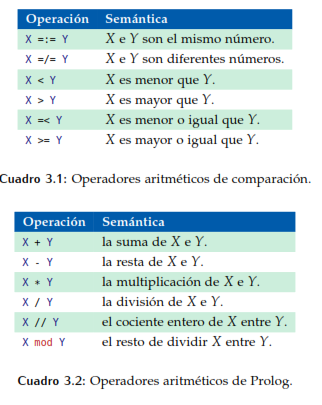 Operación Semántica
X =:= Y X e Y son el mismo número.
X =/= Y X e Y son diferentes números.
X < Y X es menor que Y.
X > Y X es mayor que Y.
X =< Y X es menor o igual que Y.
X >= Y X es mayor o igual que Y.
Cuadro 3.1: Operadores aritméticos de comparación.
Operación Semántica
X + Y la suma de X e Y.
X - Y la resta de X e Y.
X * Y la multiplicación de X e Y.
X / Y la división de X e Y.
X // Y el cociente entero de X entre Y.
X mod Y el resto de dividir X entre Y.
Cuadro 3.2: Operadores aritméticos de Prolog.